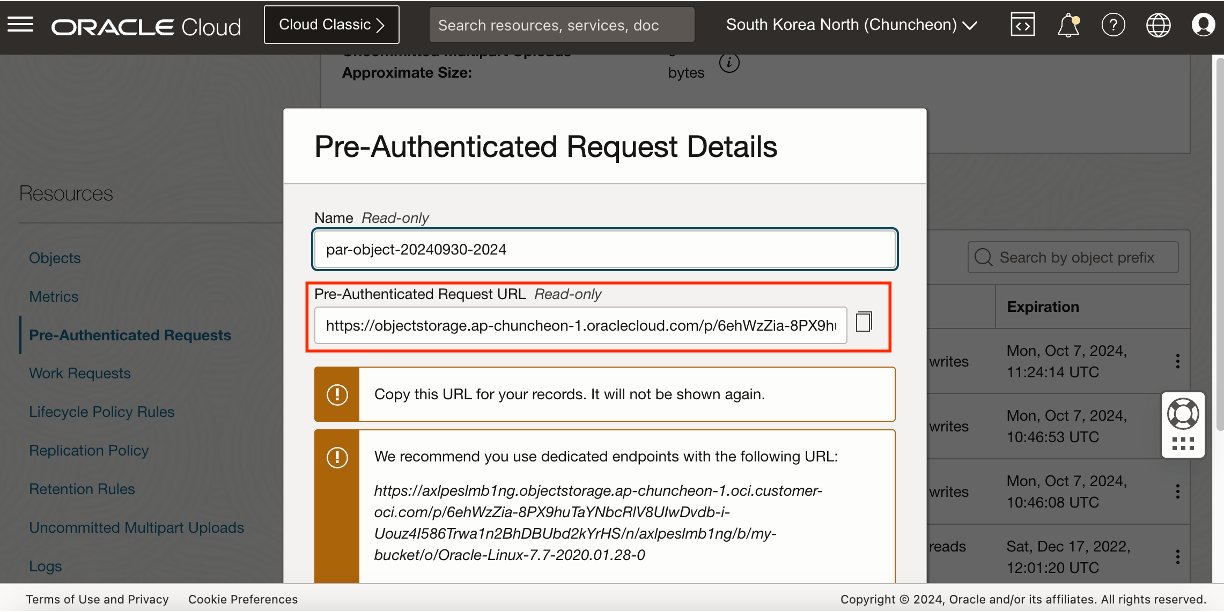 ORACLE Cloud
Cloud Classic
Search resources, services, doc
South Korea North (Chuncheon)
Approximate Size:
bytes
Pre-Authenticated Request Details
Resources
Objects
Metrics
Pre-Authenticated Requests
Work Requests
Lifecycle Policy Rules
Replication Policy
Retention Rules
Uncommitted Multipart Uploads
Logs
Name Read-only
par-object-20240930-2024
Pre-Authenticated Request URL Read-only
https://objectstorage.ap-chuncheon-1.oraclecloud.com/p/6ehWzZia-8PX9hu
Copy this URL for your records. It will not be shown again.
We recommend you use dedicated endpoints with the following URL:
https://axlpeslmb1ng.objectstorage.ap-chuncheon-1.oci.customer-
oci.com/p/6ehWzZia-8PX9huTaYNbcRlV8UIwDvdb-i-
Uouz4I586Trwa1n2BhDBUbd2kYrHS/n/axlpeslmb1ng/b/my-
bucket/o/Oracle-Linux-7.7-2020.01.28-0
Search by object prefix
Expiration
writes
Mon, Oct 7, 2024,
11:24:14 UTC
writes
Mon, Oct 7, 2024,
10:46:53 UTC
writes
Mon, Oct 7, 2024,
10:46:08 UTC
reads
Sat, Dec 17, 2022,
12:01:20 UTC
Terms of Use and Privacy
Cookie Preferences
Copyright © 2024, Oracle and/or its affiliates. All rights reserved.